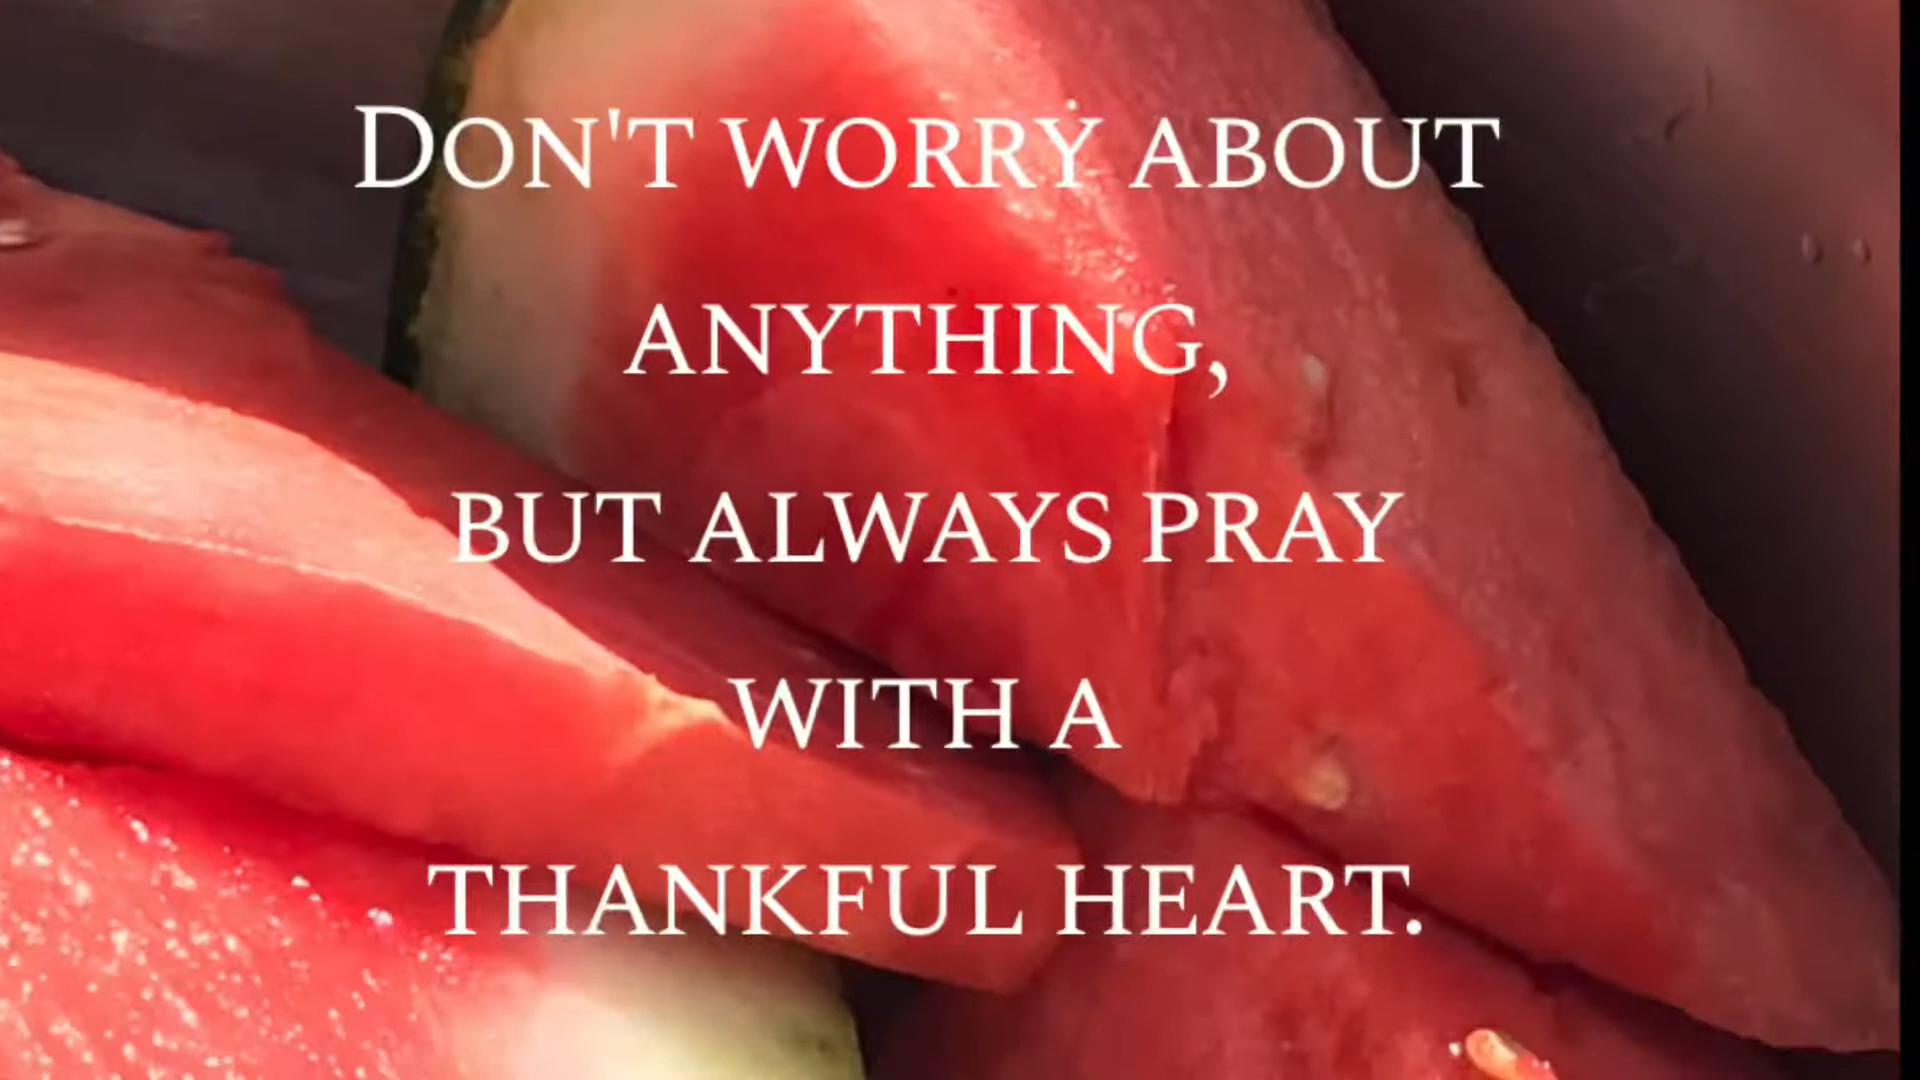 Don't worry about
anything,
but always pray
with a
thankful heart.